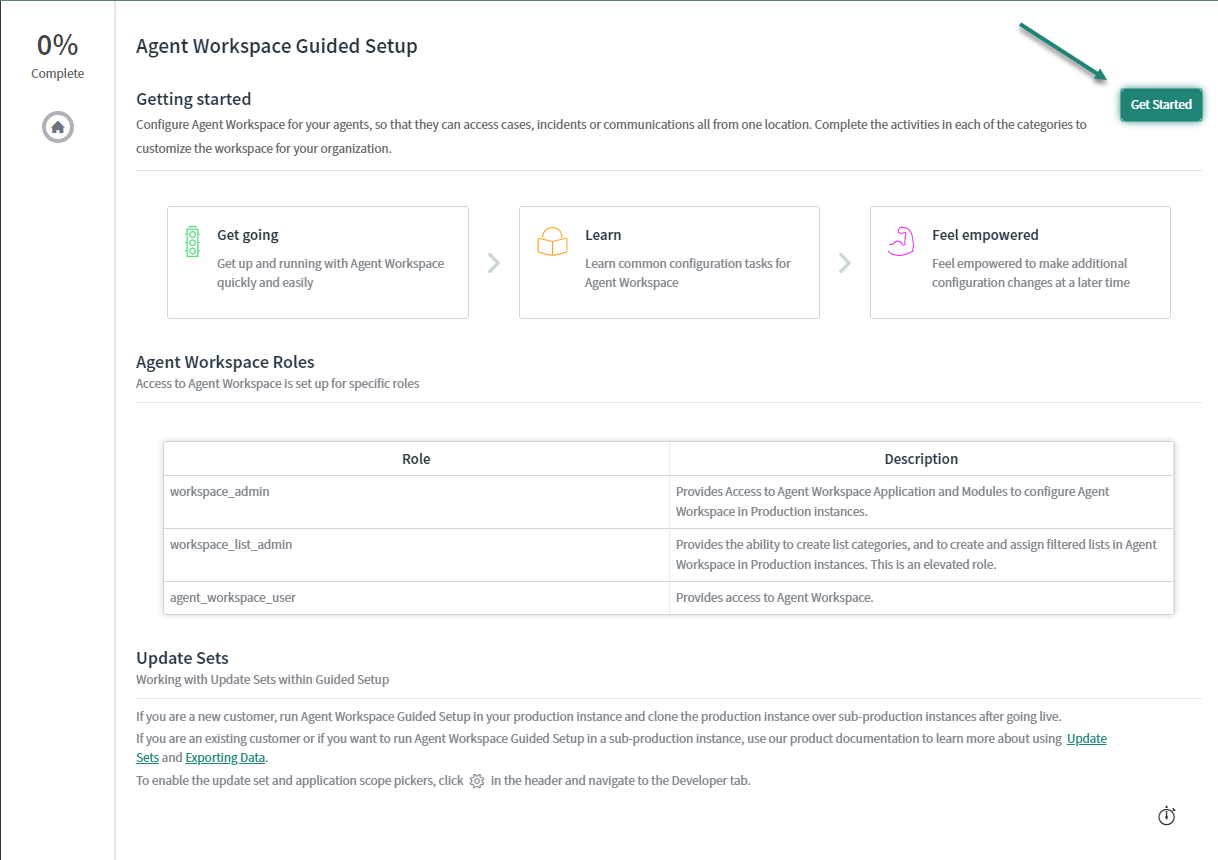 0%
Complete
Agent Workspace Guided Setup
Getting started
Get Started
Configure Agent Workspace for your agents, so that they can access cases, incidents or communications all from one location. Complete the activities in each of the categories to
customize the workspace for your organization.
Get going
Get up and running with Agent Workspace
quickly and easily
Learn
Learn common configuration tasks for
Agent Workspace
Feel empowered
Feel empowered to make additional
configuration changes at a later time
Agent Workspace Roles
Access to Agent Workspace is set up for specific roles
Role Description
workspace_admin Provides Access to Agent Workspace Application and Modules to configure Agent
Workspace in Production instances.
workspace_list_admin Provides the ability to create list categories, and to create and assign filtered lists in Agent
Workspace in Production instances. This is an elevated role.
agent_workspace_user Provides access to Agent Workspace.
Update Sets
Working with Update Sets within Guided Setup
If you are a new customer, run Agent Workspace Guided Setup in your production instance and clone the production instance over sub-production instances after going live.
If you are an existing customer or if you want to run Agent Workspace Guided Setup in a sub-production instance, use our product documentation to learn more about using Update
Sets and Exporting Data.
To enable the update set and application scope pickers, click in the header and navigate to the Developer tab.